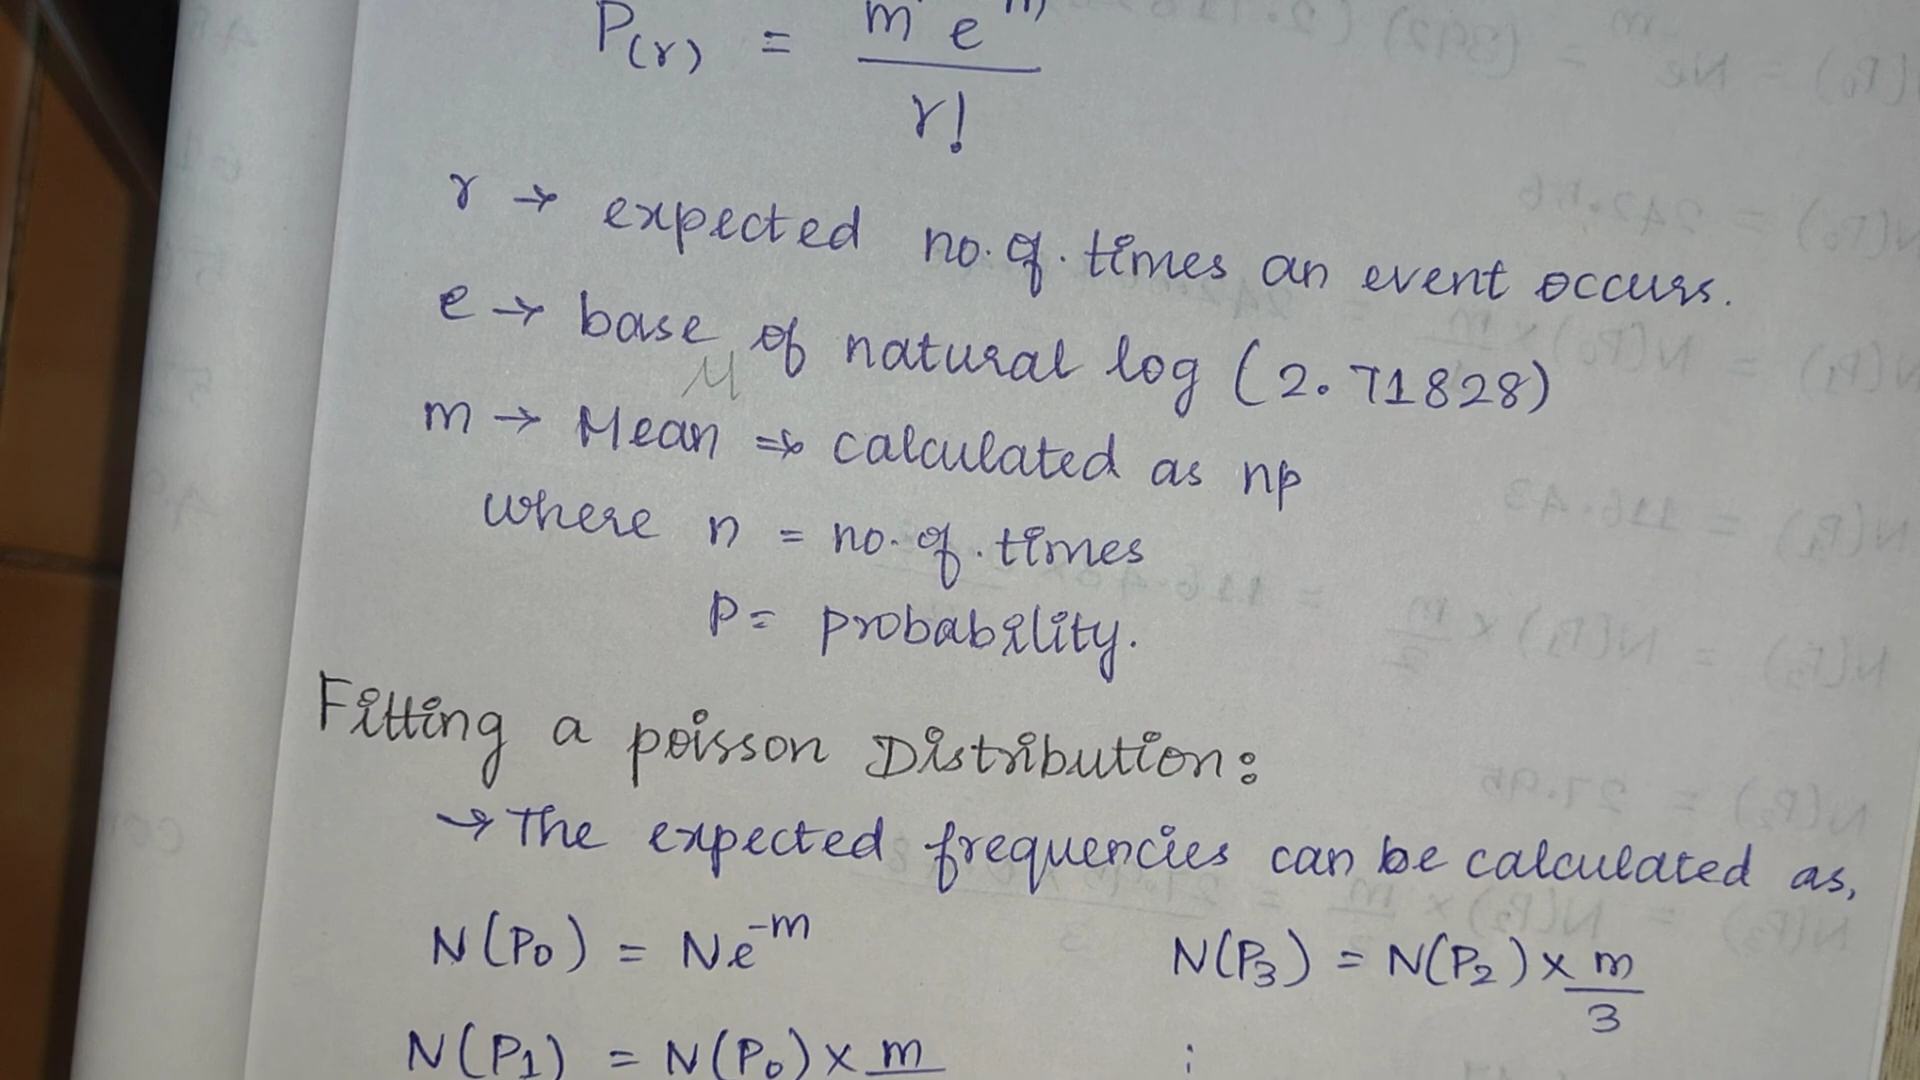 P(r) = m e m
r!
r → expected no. of. times an event occurs.
e → base of natural log (2.71828)
μ
m → Mean ⇒ calculated as np
where n = no. of. times
P = probability.
Fitting a poisson Distribution:
→ The expected frequencies can be calculated as,
N(P0) = Ne^-m N(P3) = N(P2) × m/3
N(P1) = N(P0) × m :